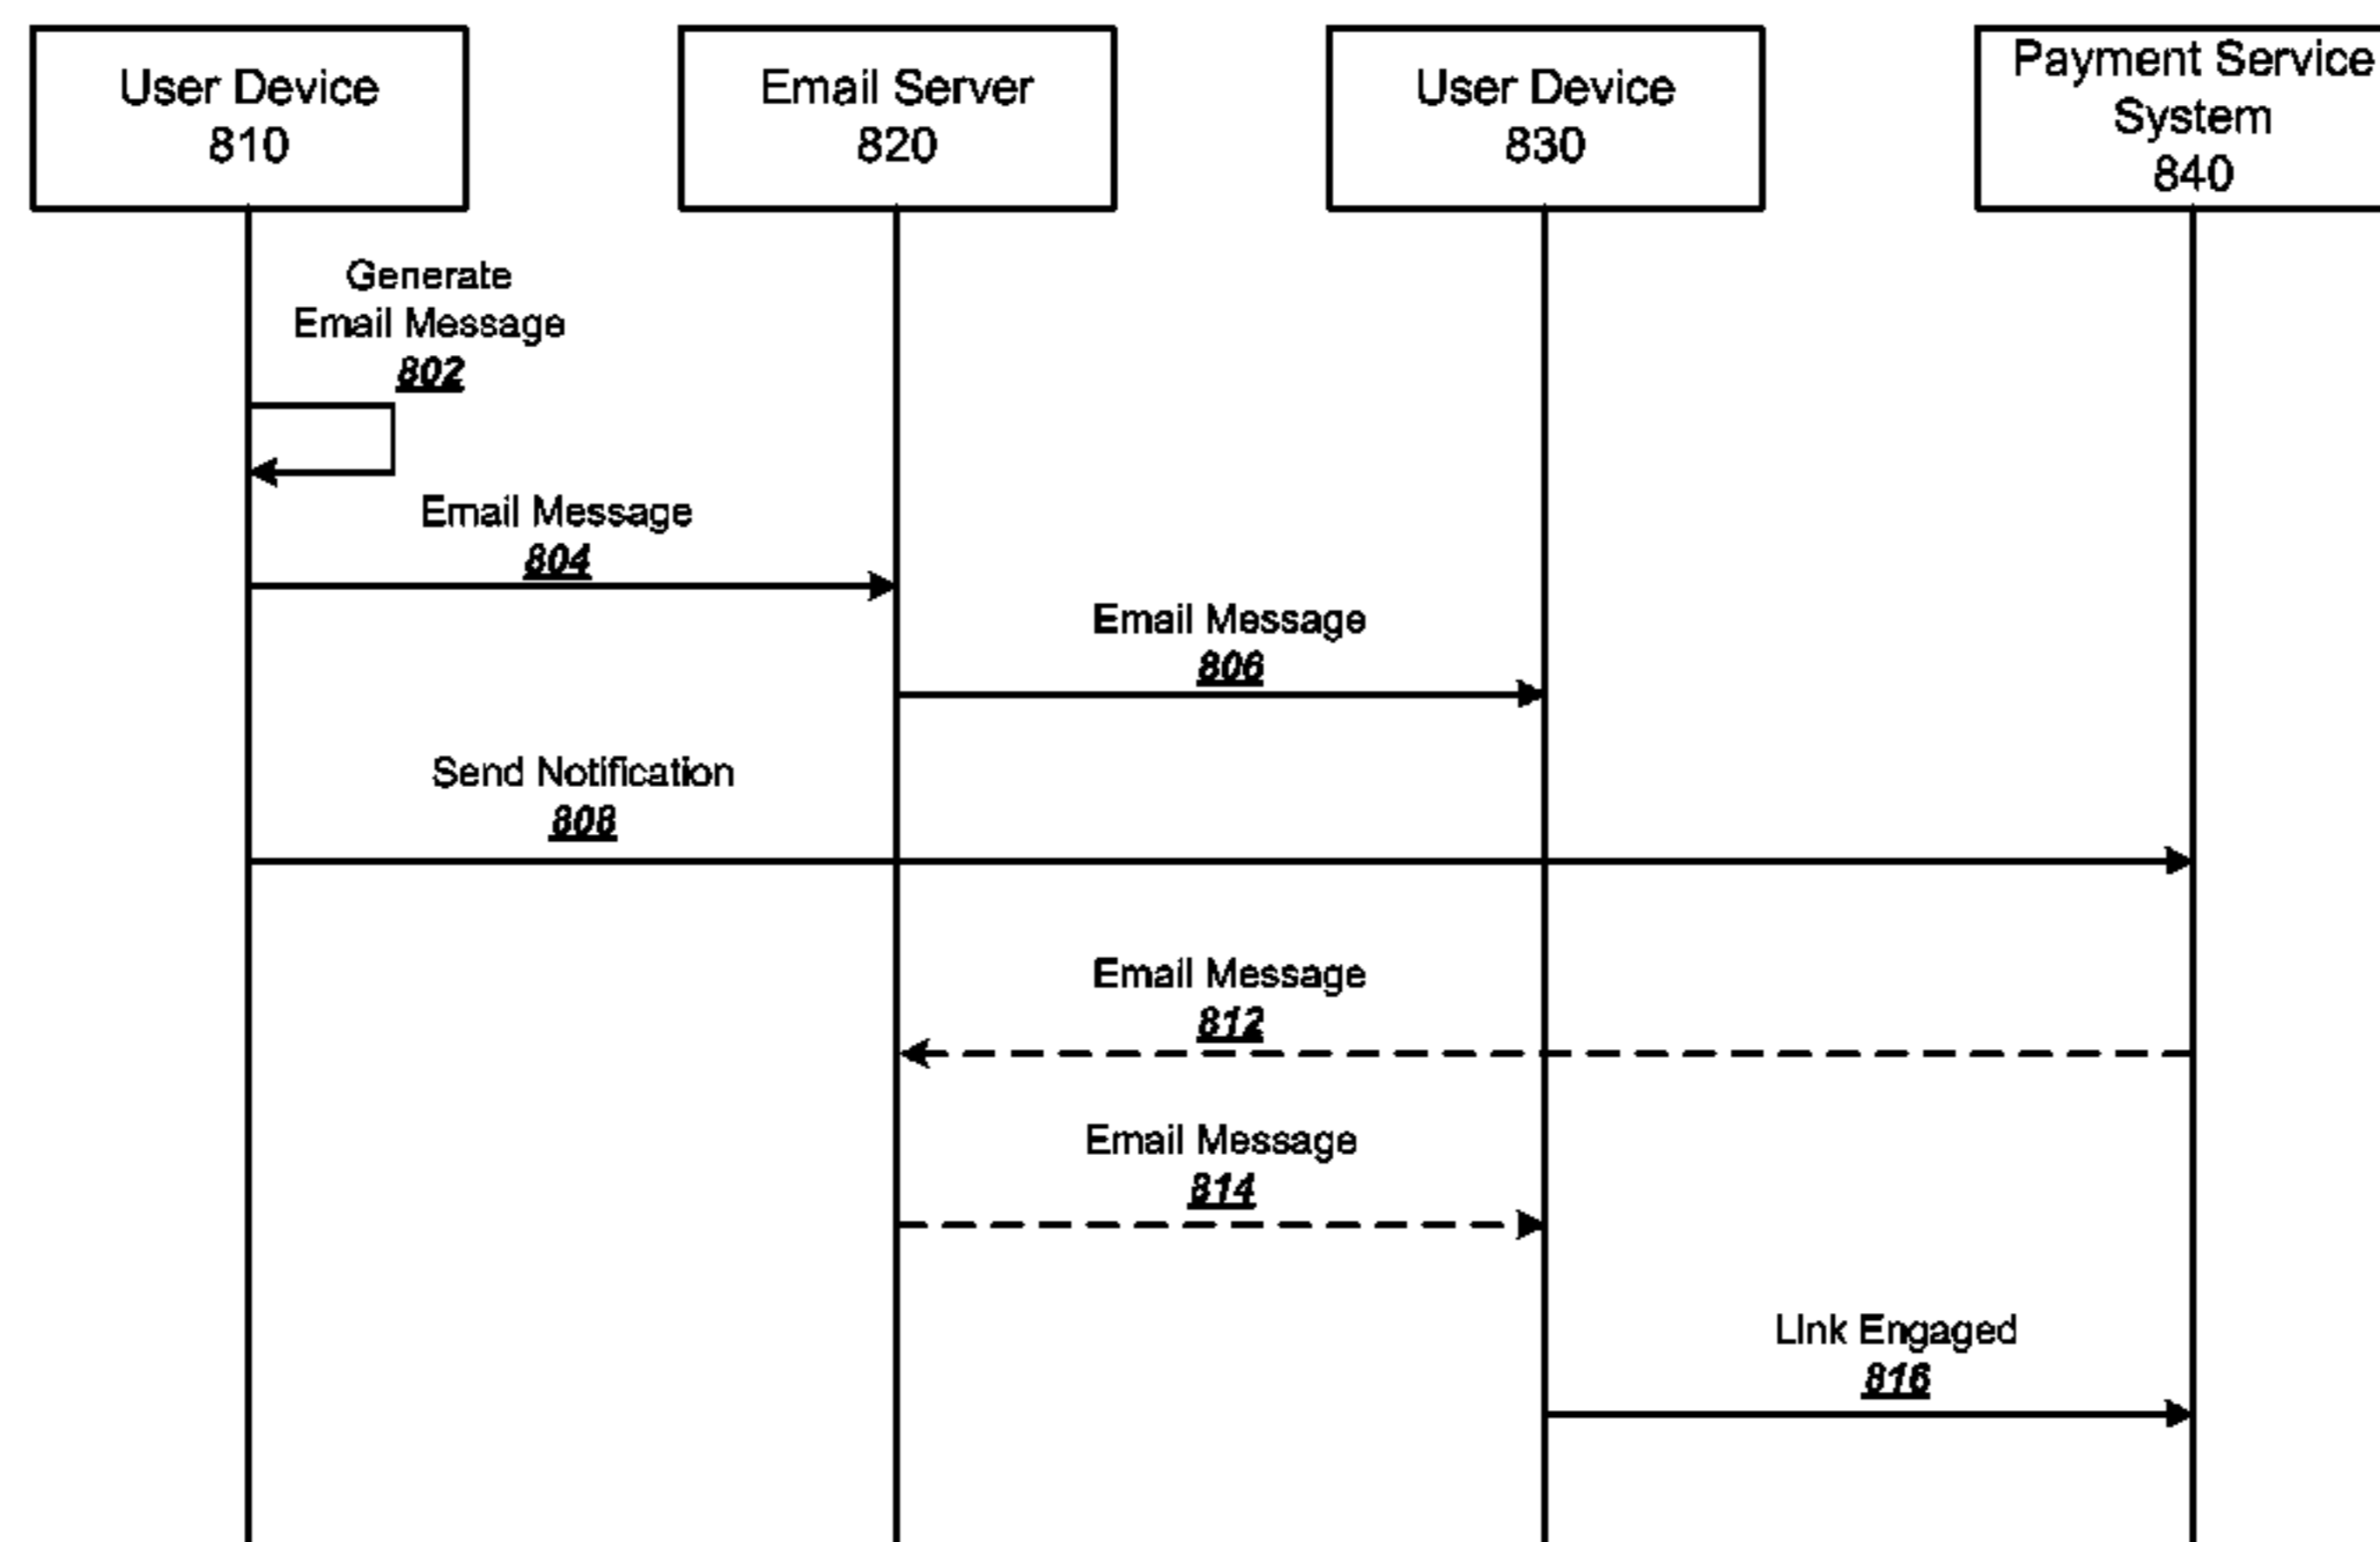 User Device
810
Email Server
820
User Device
830
Payment Service
System
840
Generate
Email Message
802
Email Message
804
Email Message
806
Send Notification
808
Email Message
812
Email Message
814
Link Engaged
816